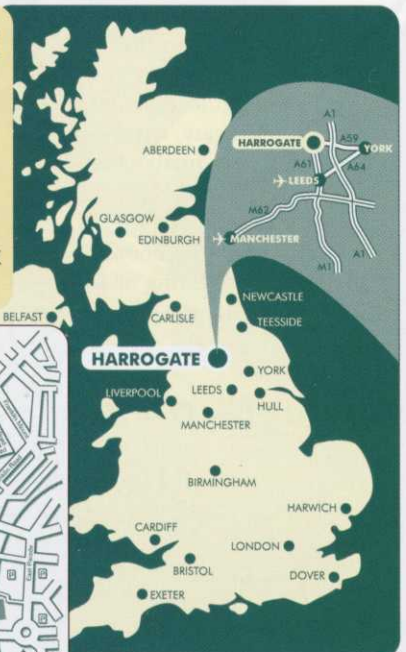 A1
HARROGATE
A59
YORK
A61
A64
LEEDS
M62
MANCHESTER
M1
A1
ABERDEEN
GLASGOW
EDINBURGH
NEWCASTLE
BELFAST
CARLISLE
TEESSIDE
HARROGATE
YORK
LEEDS
LIVERPOOL
HULL
MANCHESTER
BIRMINGHAM
HARWICH
CARDIFF
LONDON
BRISTOL
DOVER
EXETER